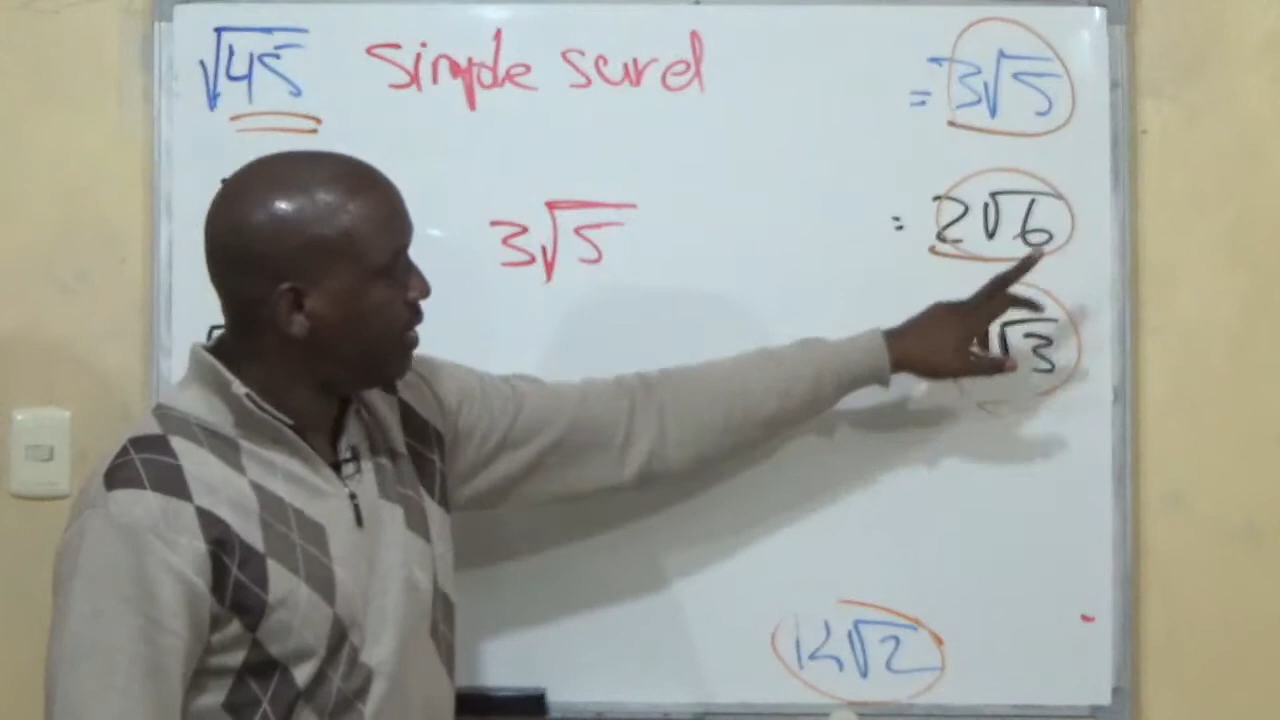 √45 Simple surd = 3√5
3√5 = 2√6
√3
12√2